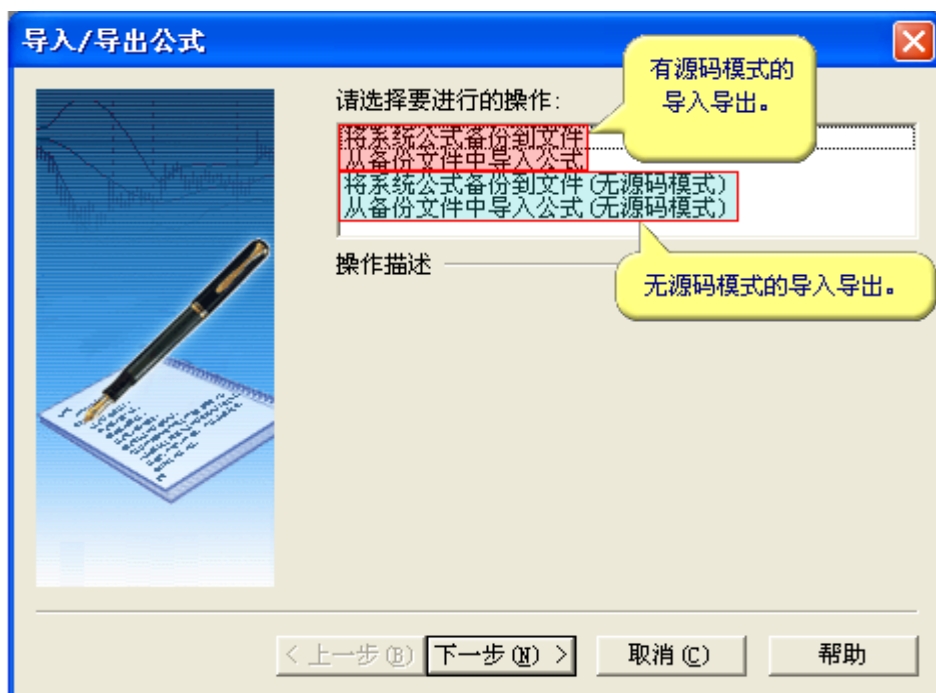 导入/导出公式
有源码模式的
导入导出。
请选择要进行的操作:
将系统公式备份到文件
从备份文件中导入公式
将系统公式备份到文件(无源码模式)
从备份文件中导入公式(无源码模式)
操作描述
无源码模式的导入导出。
< 上一步(B)
下一步(N) >
取消(C)
帮助